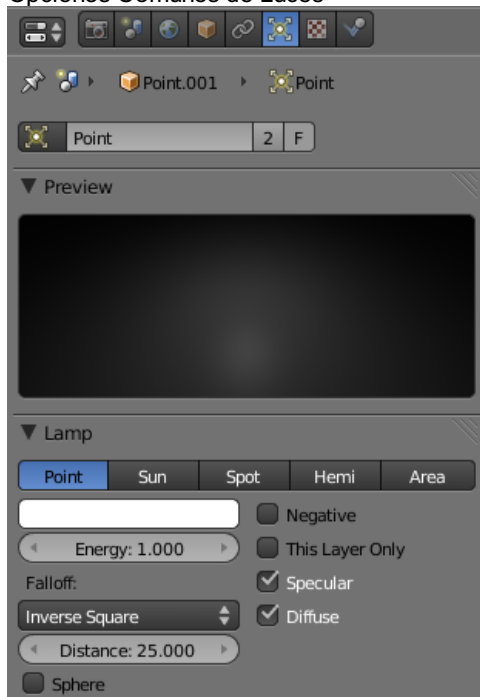 Opciones Comunes de Luces
Point.001 Point
Point 2 F
Preview
Lamp
Point Sun Spot Hemi Area
Negative
Energy: 1.000 This Layer Only
Falloff: Specular
Inverse Square Diffuse
Distance: 25.000
Sphere